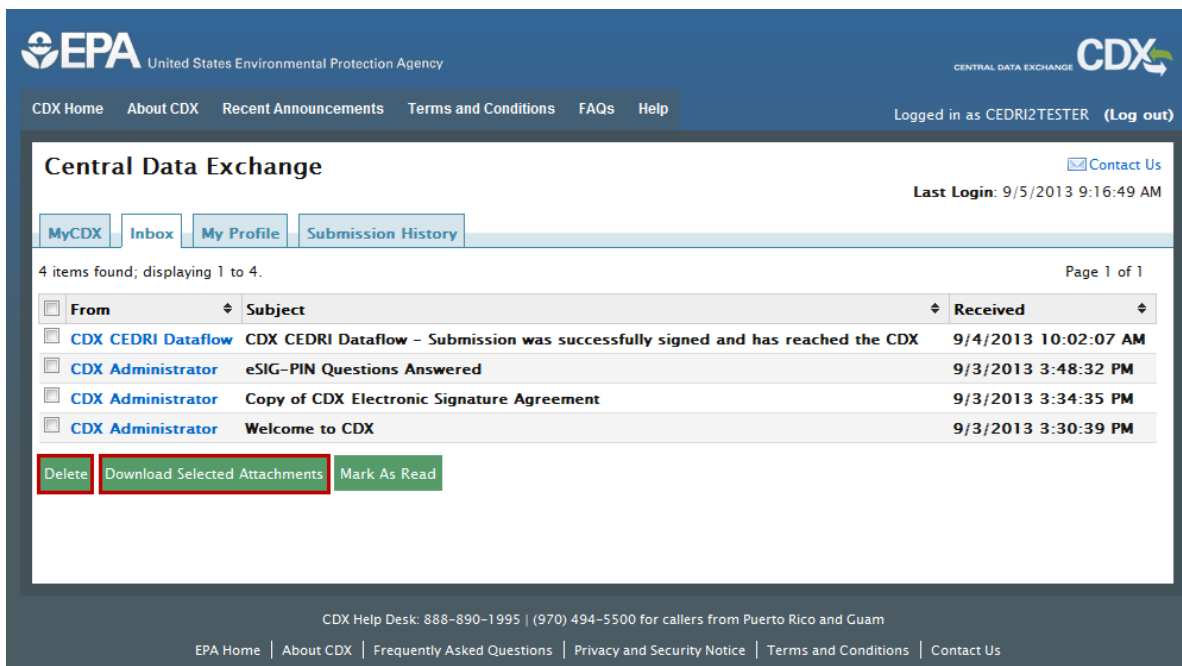 EPA United States Environmental Protection Agency
CENTRAL DATA EXCHANGE CDX
CDX Home About CDX Recent Announcements Terms and Conditions FAQs Help
Logged in as CEDRI2TESTER (Log out)
Central Data Exchange
Contact Us
Last Login: 9/5/2013 9:16:49 AM
MyCDX Inbox My Profile Submission History
4 items found; displaying 1 to 4. Page 1 of 1
From Subject Received
CDX CEDRI Dataflow CDX CEDRI Dataflow – Submission was successfully signed and has reached the CDX 9/4/2013 10:02:07 AM
CDX Administrator eSIG-PIN Questions Answered 9/3/2013 3:48:32 PM
CDX Administrator Copy of CDX Electronic Signature Agreement 9/3/2013 3:34:35 PM
CDX Administrator Welcome to CDX 9/3/2013 3:30:39 PM
Delete Download Selected Attachments Mark As Read
CDX Help Desk: 888-890-1995 | (970) 494-5500 for callers from Puerto Rico and Guam
EPA Home | About CDX | Frequently Asked Questions | Privacy and Security Notice | Terms and Conditions | Contact Us